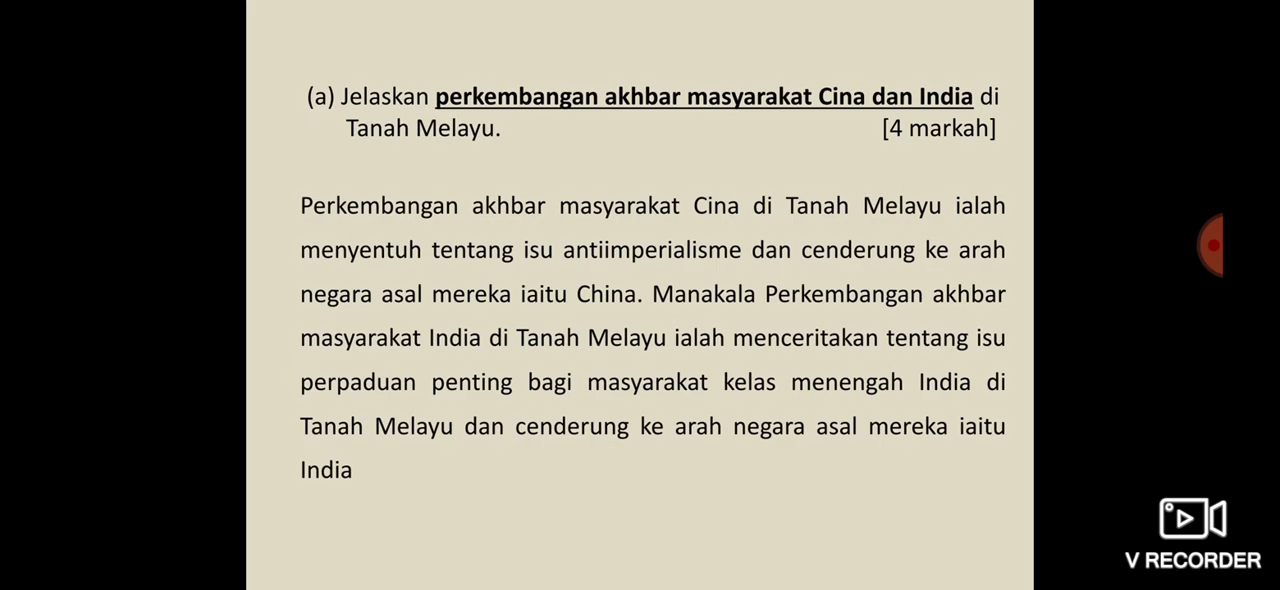 (a) Jelaskan perkembangan akhbar masyarakat Cina dan India di
Tanah Melayu. [4 markah]
Perkembangan akhbar masyarakat Cina di Tanah Melayu ialah
menyentuh tentang isu antiimperialisme dan cenderung ke arah
negara asal mereka iaitu China. Manakala Perkembangan akhbar
masyarakat India di Tanah Melayu ialah menceritakan tentang isu
perpaduan penting bagi masyarakat kelas menengah India di
Tanah Melayu dan cenderung ke arah negara asal mereka iaitu
India
V RECORDER